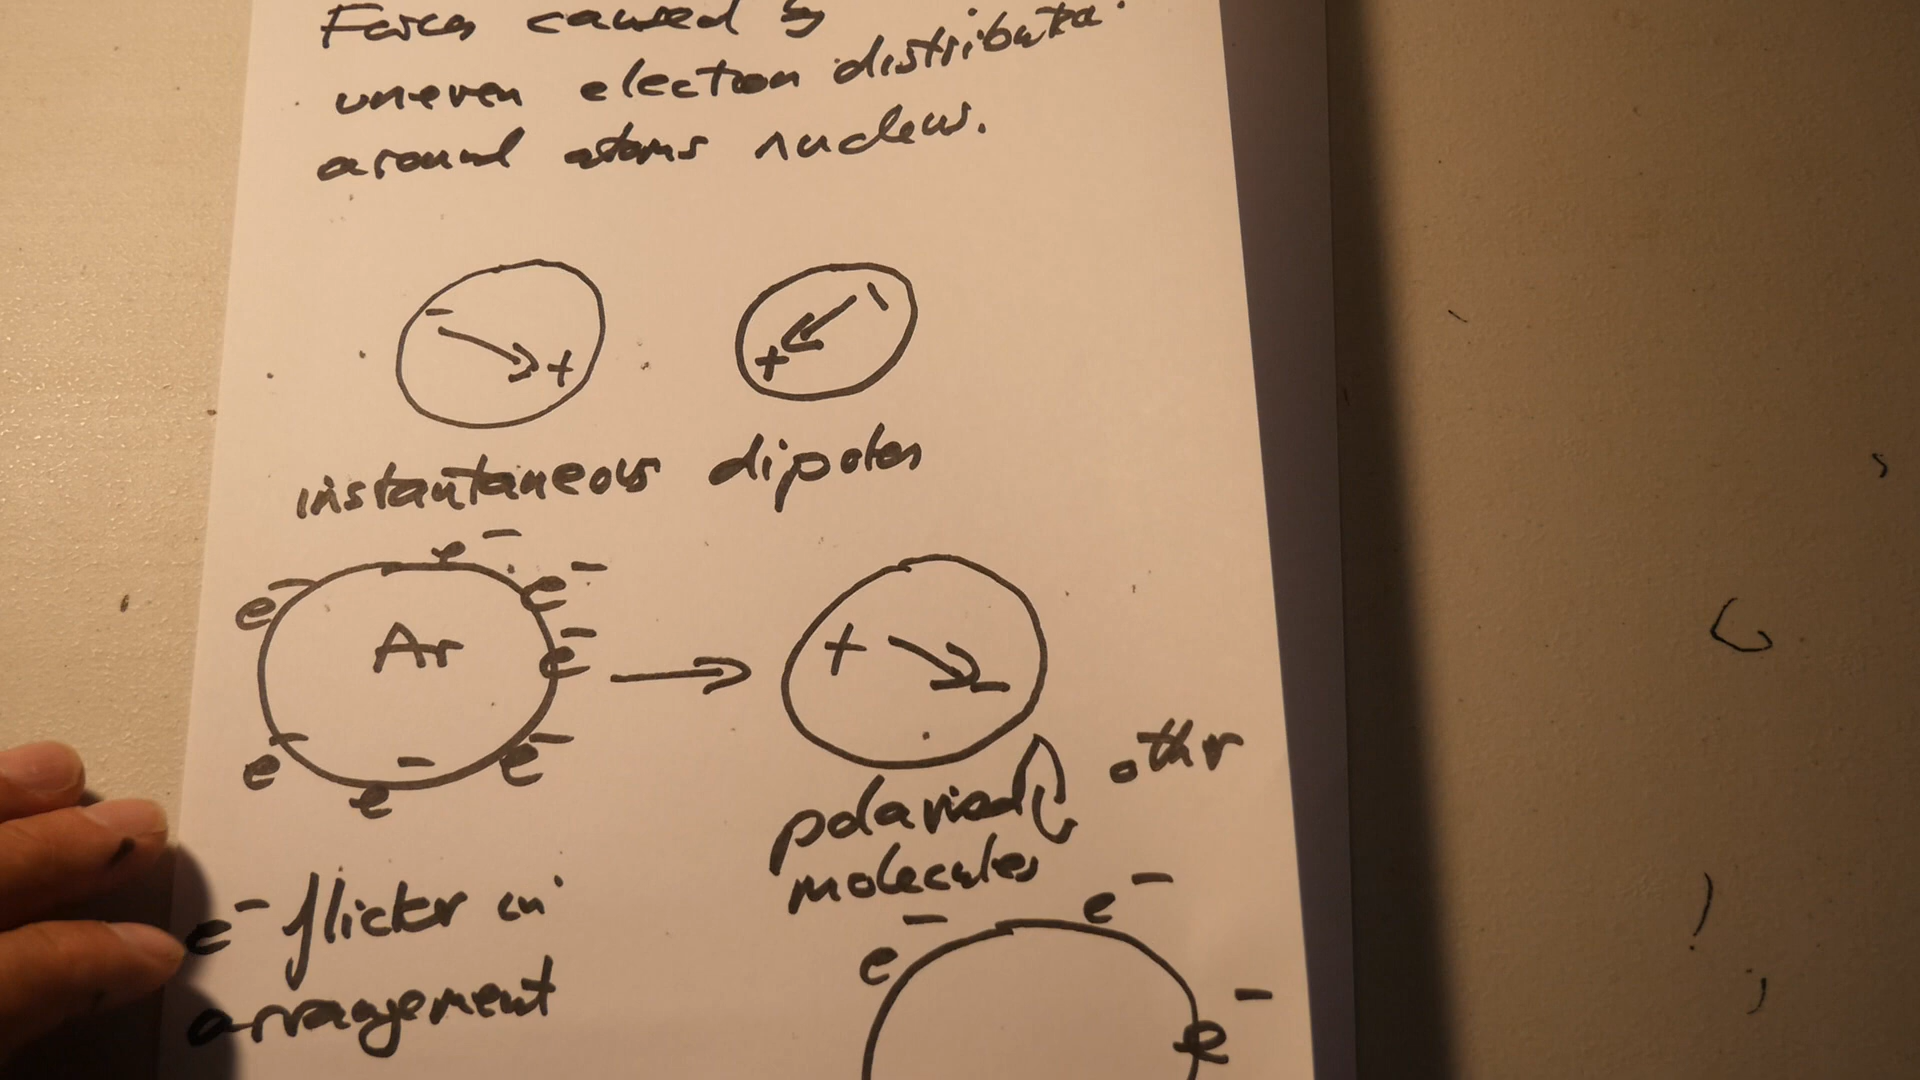 Forces caused by
uneven electron distribution
around atoms nucleus.
- +
- +
instantaneous dipoles
e⁻ e⁻ e⁻
Ar e⁻
+ -
e⁻ e⁻ e⁻
polarised other
molecules
e⁻ flicker in
arrangement
e⁻ e⁻
e⁻